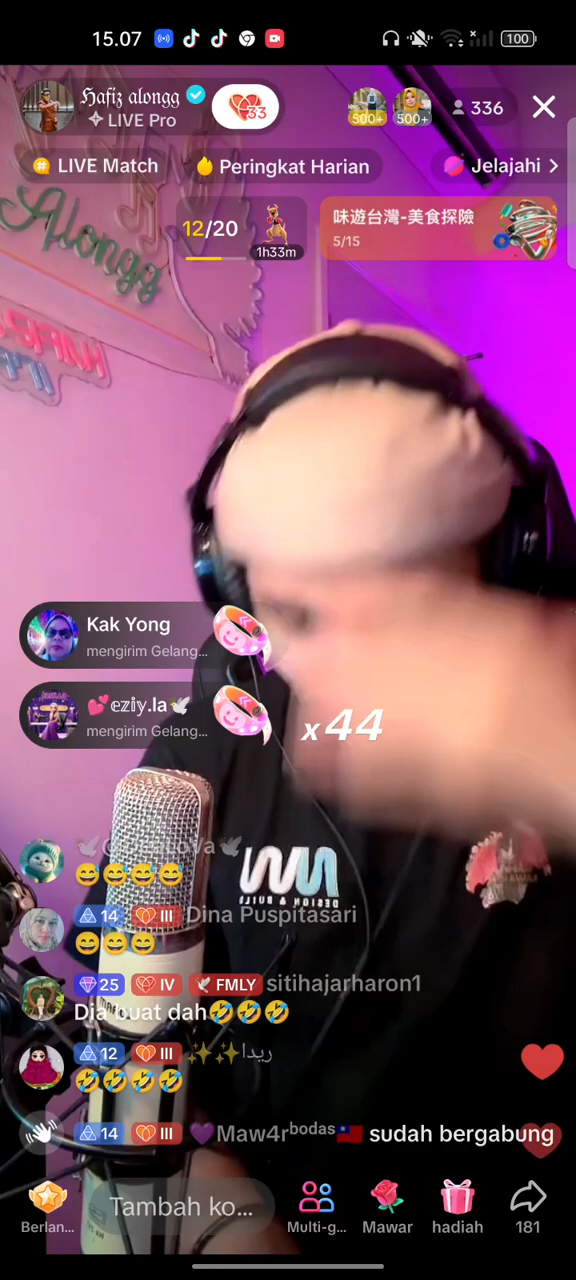 15.07
100
ℌ𝔞𝔣𝔦𝔷 𝔞𝔩𝔬𝔫𝔤𝔤
LIVE Pro
33
500+
500+
336
LIVE Match
Peringkat Harian
Jelajahi
12/20
1h33m
味遊台灣-美食探險
5/15
Alongg
Kak Yong
mengirim Gelang...
💕𝕖𝕫𝕚𝕪.la🕊️
mengirim Gelang...
x44
😅😅😅😅
14 III Dina Puspitasari
😅😅😅
25 IV FMLY sitihajarharon1
Dia buat dah🤣🤣🤣
12 III ✨✨ريدا
🤣🤣🤣🤣
14 III 💜Maw4rᵇᵒᵈᵃˢ🇹🇼 sudah bergabung
DESIGN & BUILD
Berlan...
Tambah ko...
Multi-g...
Mawar
hadiah
181